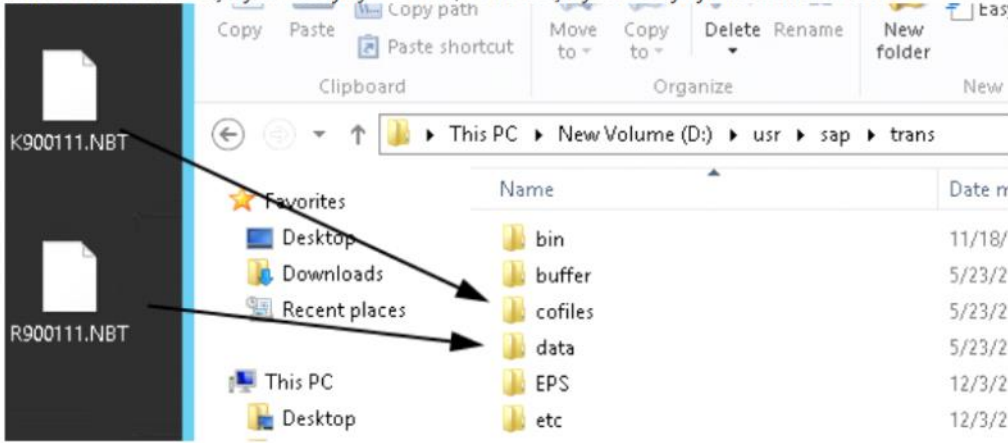 Copy path
Copy Paste
Paste shortcut
Move to
Copy to
Delete Rename
New folder
Clipboard
Organize
New
K900111.NBT
This PC New Volume (D:) usr sap trans
Name
Date
Favorites
Desktop
Downloads
Recent places
This PC
Desktop
bin 11/18/
buffer 5/23/2
cofiles 5/23/2
data 5/23/2
EPS 12/3/2
etc 12/3/2
R900111.NBT